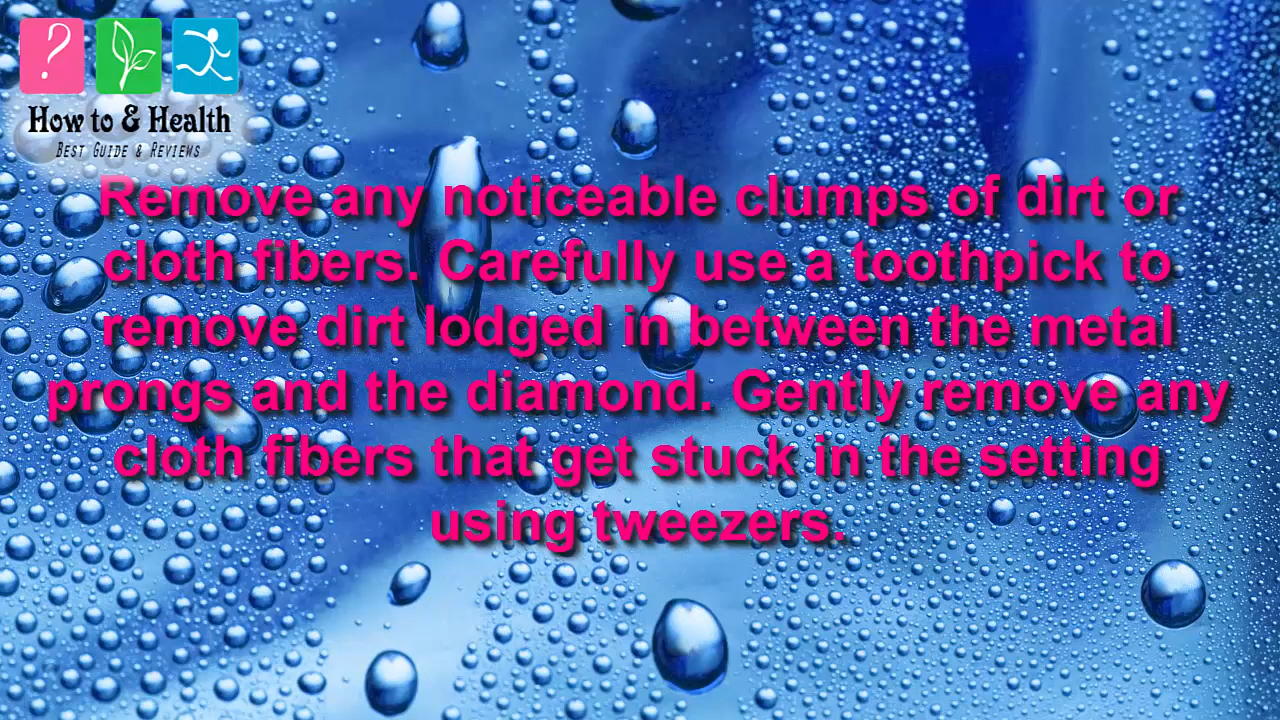 ?
How to & Health
Best Guide & Reviews
Remove any noticeable clumps of dirt or
cloth fibers. Carefully use a toothpick to
remove dirt lodged in between the metal
prongs and the diamond. Gently remove any
cloth fibers that get stuck in the setting
using tweezers.